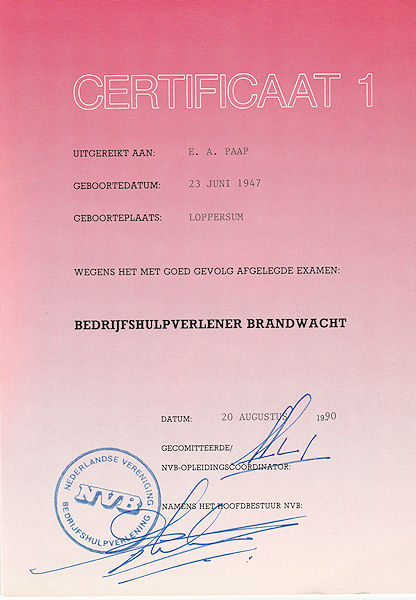 CERTIFICAAT 1
UITGEREIKT AAN: E. A. PAAP
GEBOORTEDATUM: 23 JUNI 1947
GEBOORTEPLAATS: LOPPERSUM
WEGENS HET MET GOED GEVOLG AFGELEGDE EXAMEN:
BEDRIJFSHULPVERLENER BRANDWACHT
DATUM: 20 AUGUSTUS 1990
GECOMITTEERDE/
NVB-OPLEIDINGSCOORDINATOR:
NAMENS HET HOOFDBESTUUR NVB:
NEDERLANDSE VERENIGING
NVB
BEDRIJFSHULPVERLENING